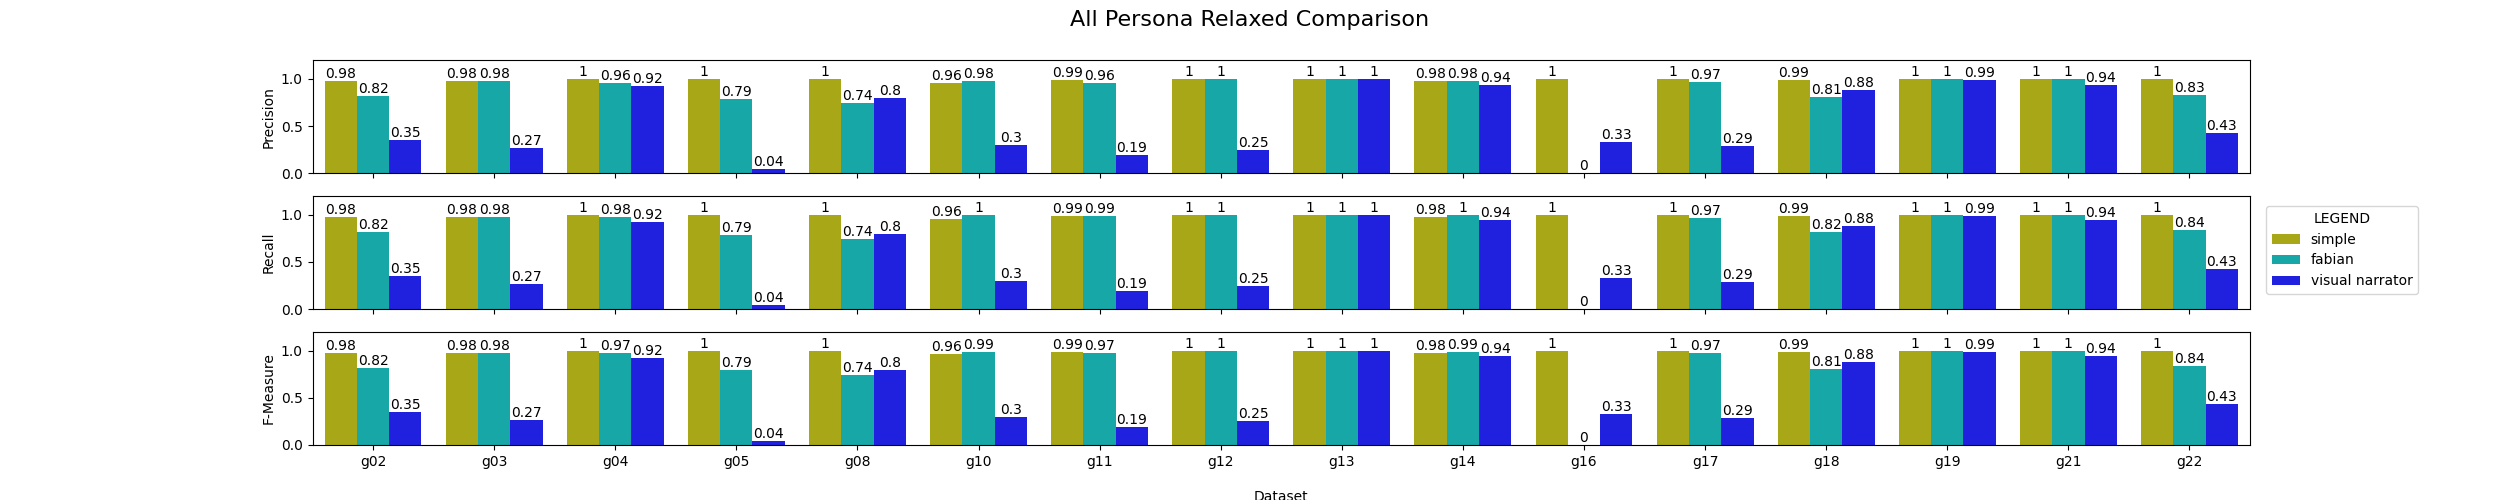 All Persona Relaxed Comparison
Precision
1.0
0.5
0.0
0.98 0.82 0.35 0.98 0.98 0.27 1 0.96 0.92 1 0.79 0.04 1 0.74 0.8 0.96 0.98 0.3 0.99 0.96 0.19 1 1 0.25 1 1 1 0.98 0.98 0.94 1 0 0.33 1 0.97 0.29 0.99 0.81 0.88 1 1 0.99 1 1 0.94 1 0.83 0.43
Recall
1.0
0.5
0.0
0.98 0.82 0.35 0.98 0.98 0.27 1 0.98 0.92 1 0.79 0.04 1 0.74 0.8 0.96 1 0.3 0.99 0.99 0.19 1 1 0.25 1 1 1 0.98 1 0.94 1 0 0.33 1 0.97 0.29 0.99 0.82 0.88 1 1 0.99 1 1 0.94 1 0.84 0.43
LEGEND
simple
fabian
visual narrator
F-Measure
1.0
0.5
0.0
0.98 0.82 0.35 0.98 0.98 0.27 1 0.97 0.92 1 0.79 0.04 1 0.74 0.8 0.96 0.99 0.3 0.99 0.97 0.19 1 1 0.25 1 1 1 0.98 0.99 0.94 1 0 0.33 1 0.97 0.29 0.99 0.81 0.88 1 1 0.99 1 1 0.94 1 0.84 0.43
g02 g03 g04 g05 g08 g10 g11 g12 g13 g14 g16 g17 g18 g19 g21 g22
Dataset